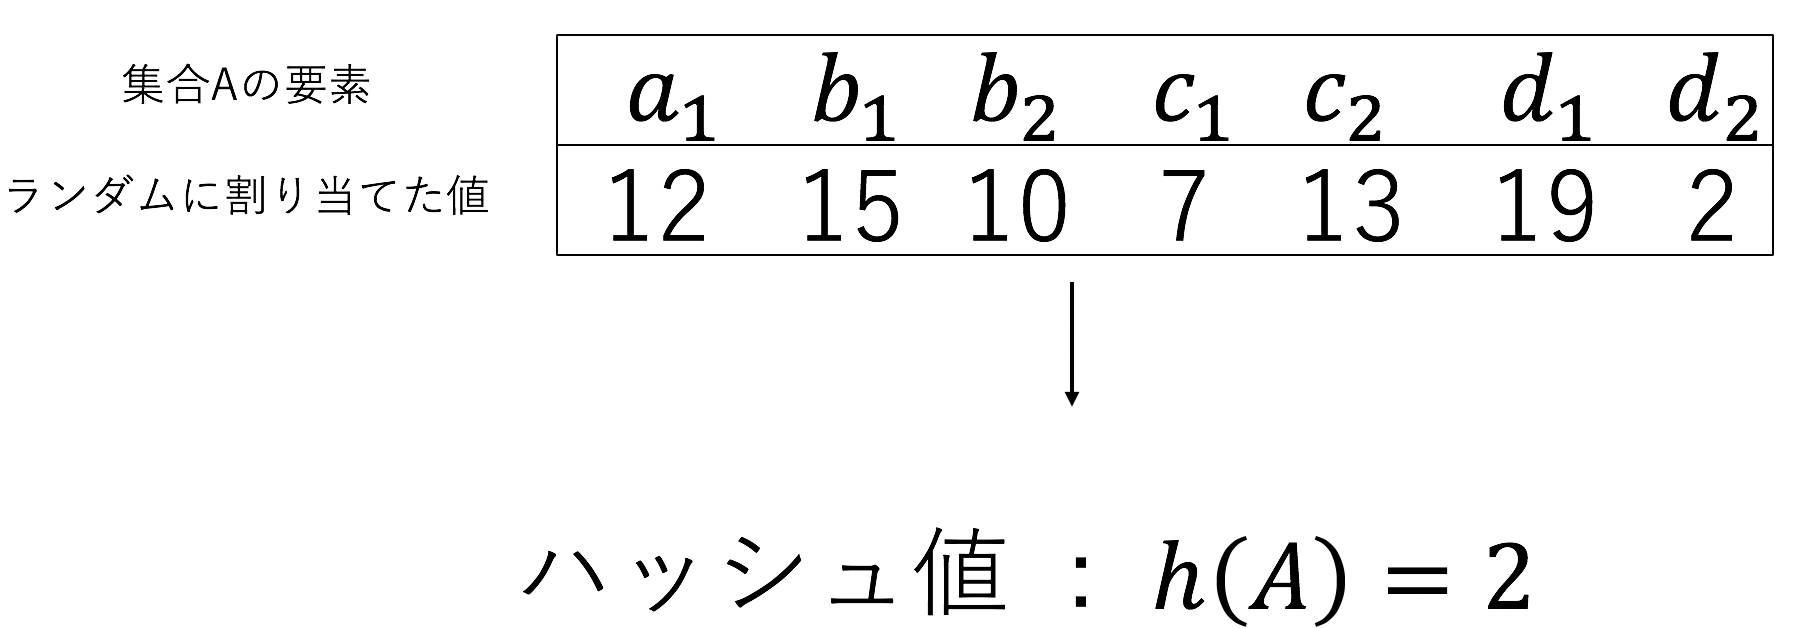 集合Aの要素 a₁ b₁ b₂ c₁ c₂ d₁ d₂
ランダムに割り当てた値 12 15 10 7 13 19 2
ハッシュ値：h(A) = 2